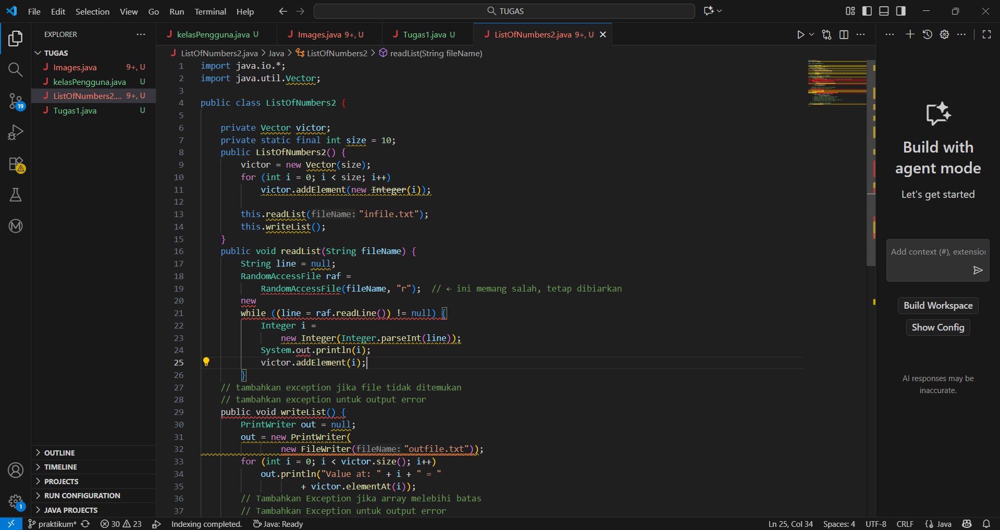 File Edit Selection View Go Run Terminal Help
TUGAS
EXPLORER
TUGAS
Images.java 9+, U
kelasPengguna.java U
ListOfNumbers2.... 9+, U
Tugas1.java U
OUTLINE
TIMELINE
PROJECTS
RUN CONFIGURATION
JAVA PROJECTS
19
1
kelasPengguna.java U
Images.java 9+, U
Tugas1.java U
ListOfNumbers2.java 9+, U
ListOfNumbers2.java > Java > ListOfNumbers2 > readList(String fileName)
1 import java.io.*;
2 import java.util.Vector;
3
4 public class ListOfNumbers2 {
5
6 private Vector victor;
7 private static final int size = 10;
8 public ListOfNumbers2() {
9 victor = new Vector(size);
10 for (int i = 0; i < size; i++)
11 victor.addElement(new Integer(i));
12
13 this.readList(fileName: "infile.txt");
14 this.writeList();
15 }
16 public void readList(String fileName) {
17 String line = null;
18 RandomAccessFile raf =
19 RandomAccessFile(fileName, "r"); // ← ini memang salah, tetap dibiarkan
20 new
21 while ((line = raf.readLine()) != null) {
22 Integer i =
23 new Integer(Integer.parseInt(line));
24 System.out.println(i);
25 victor.addElement(i);
26 }
27 // tambahkan exception jika file tidak ditemukan
28 // tambahkan exception untuk output error
29 public void writeList() {
30 PrintWriter out = null;
31 out = new PrintWriter(
32 new FileWriter(fileName: "outfile.txt"));
33 for (int i = 0; i < victor.size(); i++)
34 out.println("Value at: " + i + " = "
35 + victor.elementAt(i));
36 // Tambahkan Exception jika array melebihi batas
37 // Tambahkan Exception untuk output error
Build with
agent mode
Let's get started
Add context (#), extension
Build Workspace
Show Config
AI responses may be
inaccurate.
praktikum* 30 23 Indexing completed. Java: Ready
Ln 25, Col 34 Spaces: 4 UTF-8 CRLF Java